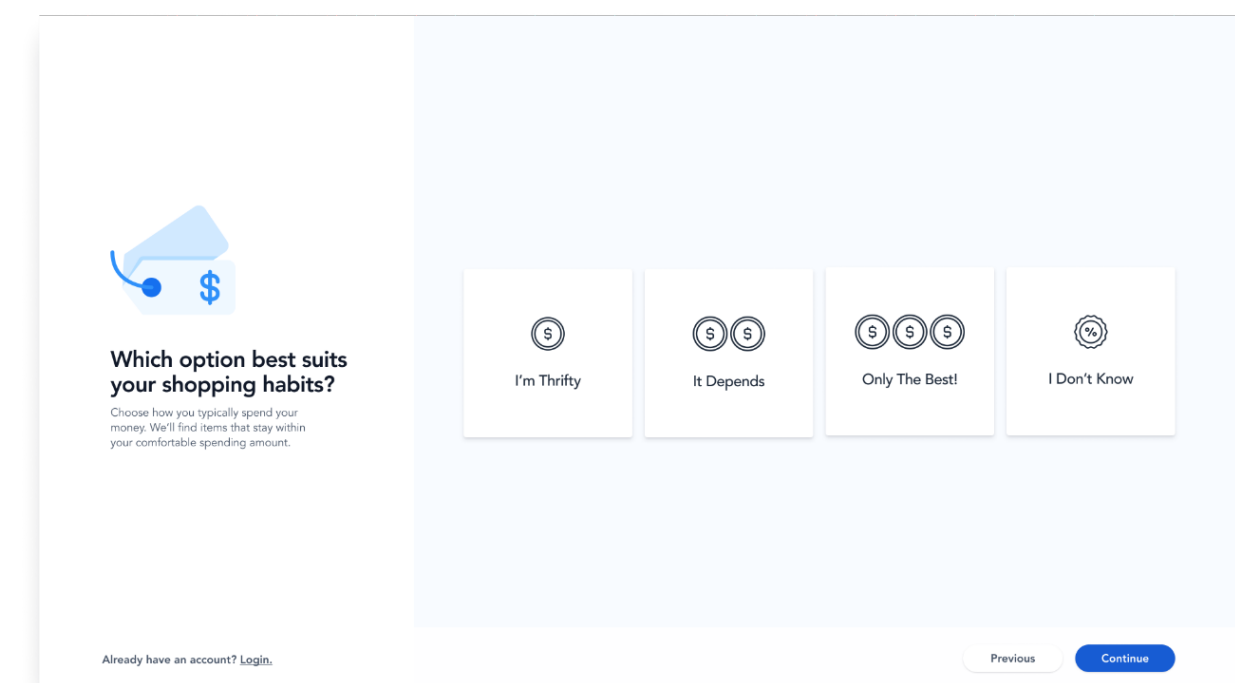 $
Which option best suits
your shopping habits?
Choose how you typically spend your
money. We'll find items that stay within
your comfortable spending amount.
$
I'm Thrifty
$ $
It Depends
$ $ $
Only The Best!
%
I Don't Know
Already have an account? Login.
Previous
Continue